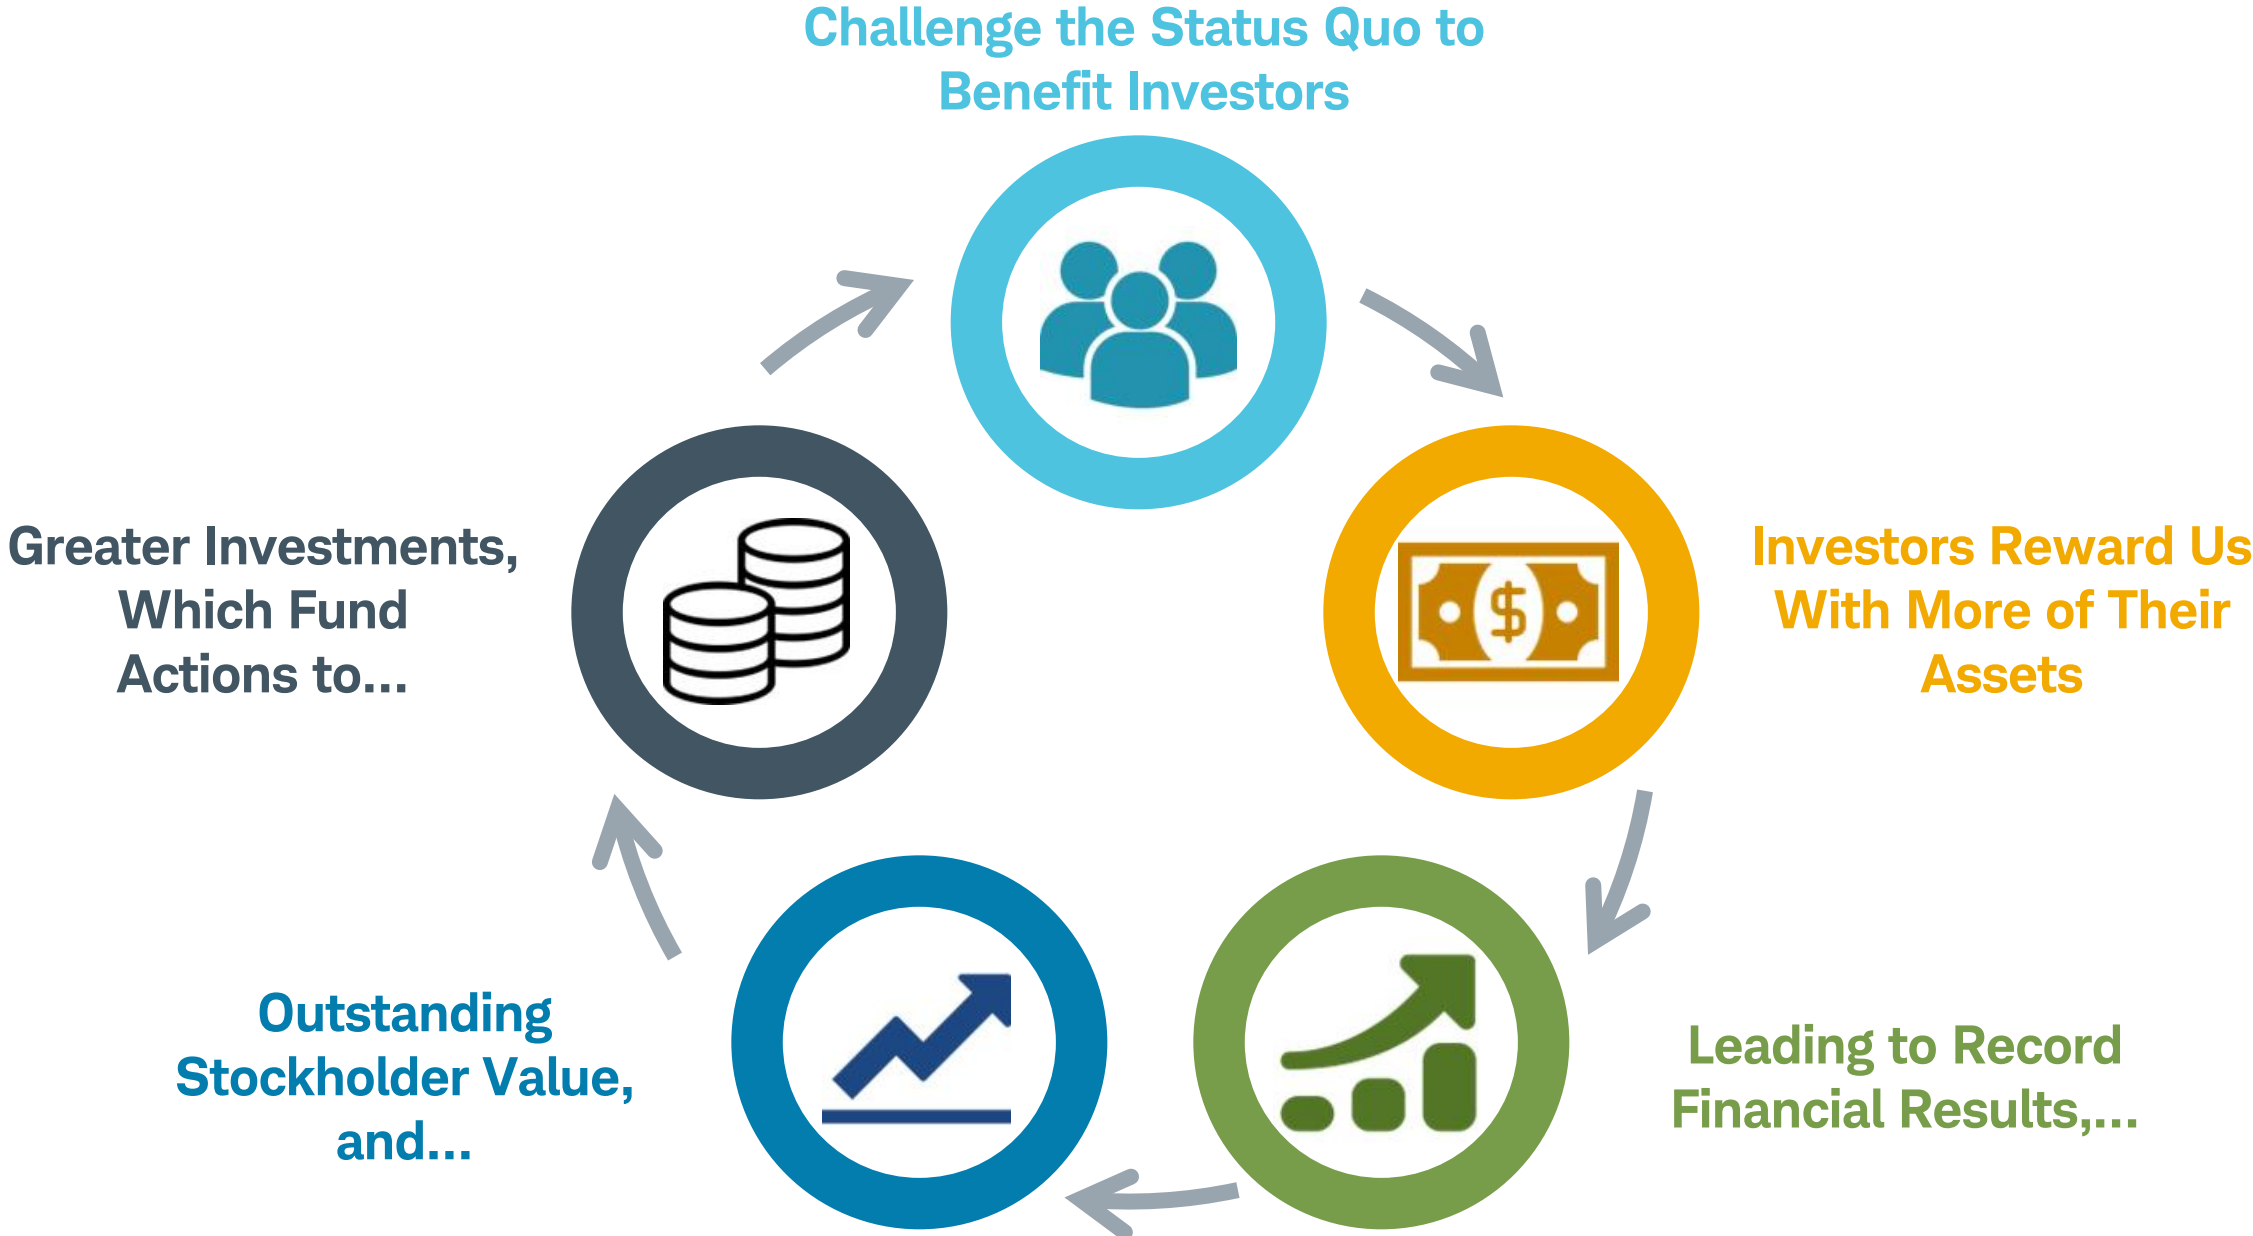 Challenge the Status Quo to
Benefit Investors
Investors Reward Us
With More of Their
Assets
$
Leading to Record
Financial Results,...
Outstanding
Stockholder Value,
and...
Greater Investments,
Which Fund
Actions to...